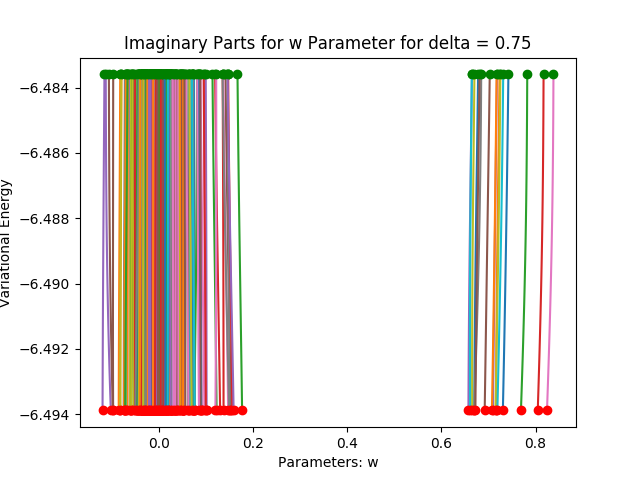 Imaginary Parts for w Parameter for delta = 0.75
−6.484
−6.486
−6.488
−6.490
−6.492
−6.494
Variational Energy
0.0 0.2 0.4 0.6 0.8
Parameters: w